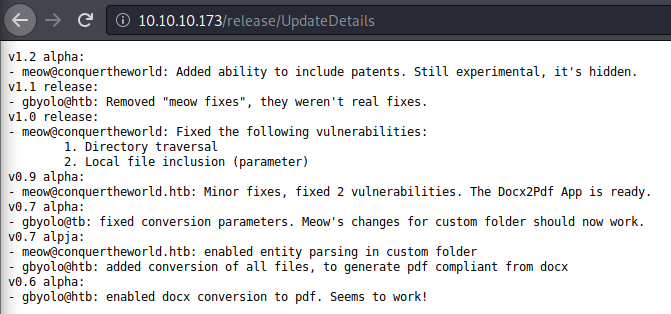 10.10.10.173/release/UpdateDetails
v1.2 alpha:
- meow@conquertheworld: Added ability to include patents. Still experimental, it's hidden.
v1.1 release:
- gbyolo@htb: Removed "meow fixes", they weren't real fixes.
v1.0 release:
- meow@conquertheworld: Fixed the following vulnerabilities:
1. Directory traversal
2. Local file inclusion (parameter)
v0.9 alpha:
- meow@conquertheworld.htb: Minor fixes, fixed 2 vulnerabilities. The Docx2Pdf App is ready.
v0.7 alpha:
- gbyolo@tb: fixed conversion parameters. Meow's changes for custom folder should now work.
v0.7 alpja:
- meow@conquertheworld.htb: enabled entity parsing in custom folder
- gbyolo@htb: added conversion of all files, to generate pdf compliant from docx
v0.6 alpha:
- gbyolo@htb: enabled docx conversion to pdf. Seems to work!